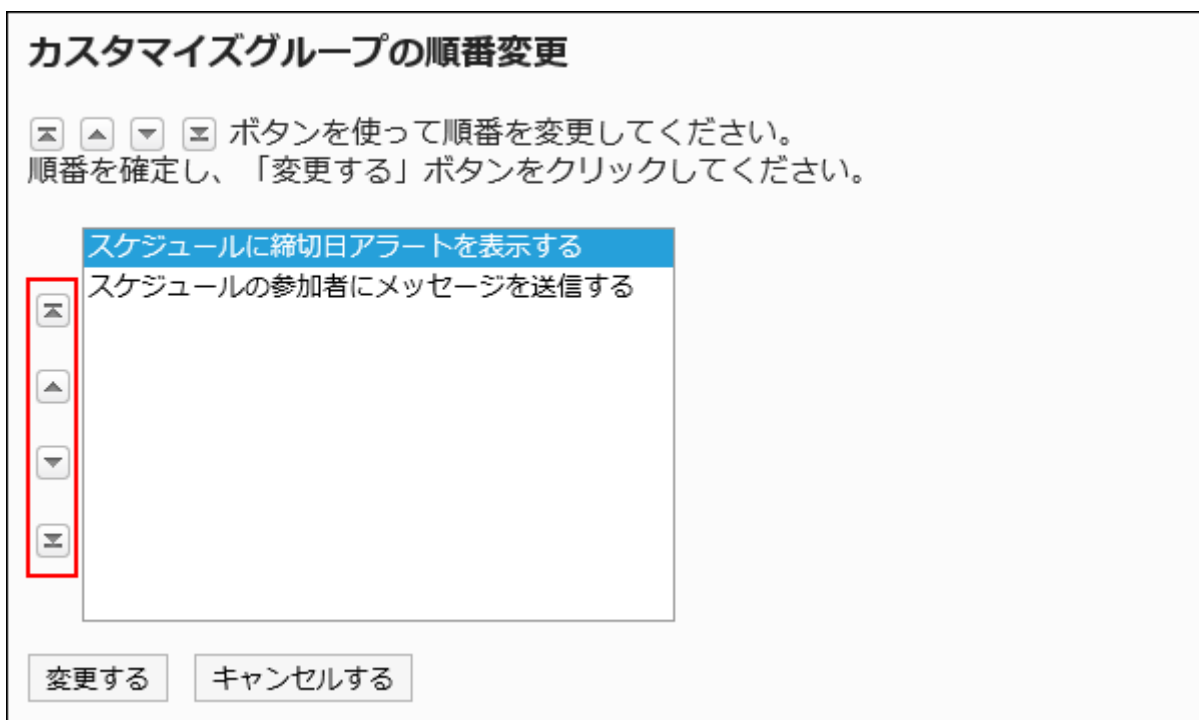 カスタマイズグループの順番変更
ボタンを使って順番を変更してください。
順番を確定し、「変更する」ボタンをクリックしてください。
スケジュールに締切日アラートを表示する
スケジュールの参加者にメッセージを送信する
変更する
キャンセルする